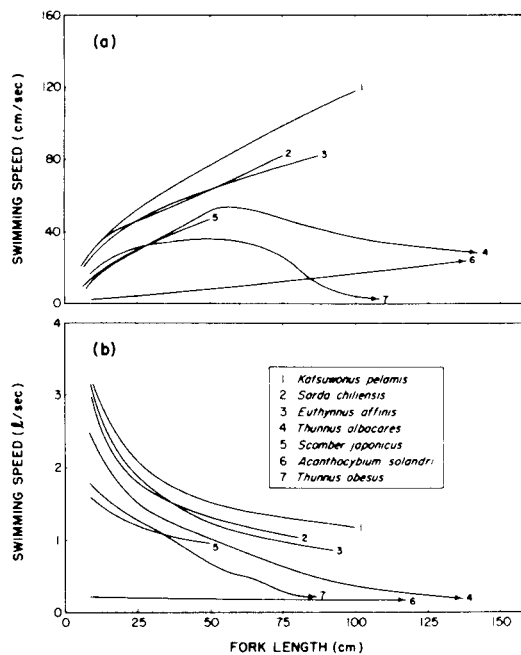 160
(a)
120
80
40
0
SWIMMING SPEED (cm/sec)
1
2
3
5
4
6
7
4
(b)
3
2
1
0
SWIMMING SPEED (ℓ/sec)
1 Katsuwonus pelamis
2 Sarda chiliensis
3 Euthynnus affinis
4 Thunnus albacares
5 Scomber japonicus
6 Acanthocybium solandri
7 Thunnus obesus
1
2
3
5
7
6
4
0 25 50 75 100 125 150
FORK LENGTH (cm)